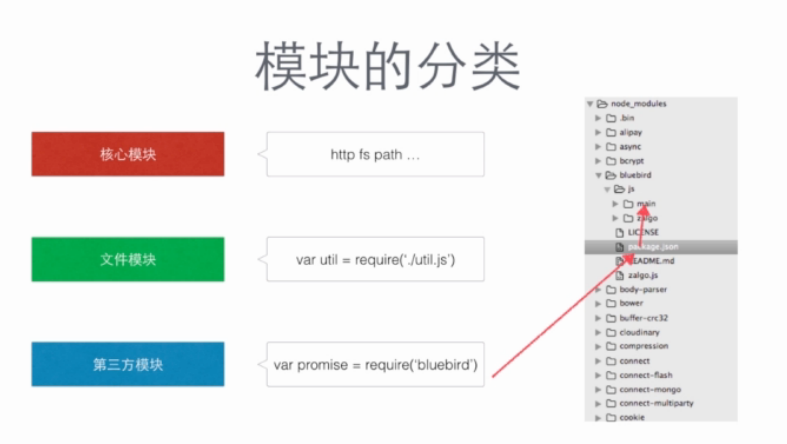 模块的分类
核心模块
http fs path …
文件模块
var util = require(‘./util.js’)
第三方模块
var promise = require(‘bluebird’)
node_modules
.bin
alipay
async
bcrypt
bluebird
js
main
zalgo
LICENSE
package.json
README.md
zalgo.js
body-parser
bower
buffer-crc32
cloudinary
compression
connect
connect-flash
connect-mongo
connect-multiparty
cookie